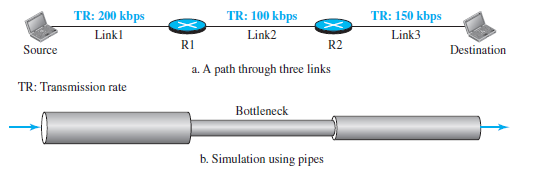 TR: 200 kbps TR: 100 kbps TR: 150 kbps
Link1 Link2 Link3
Source R1 R2 Destination
a. A path through three links
TR: Transmission rate
Bottleneck
b. Simulation using pipes